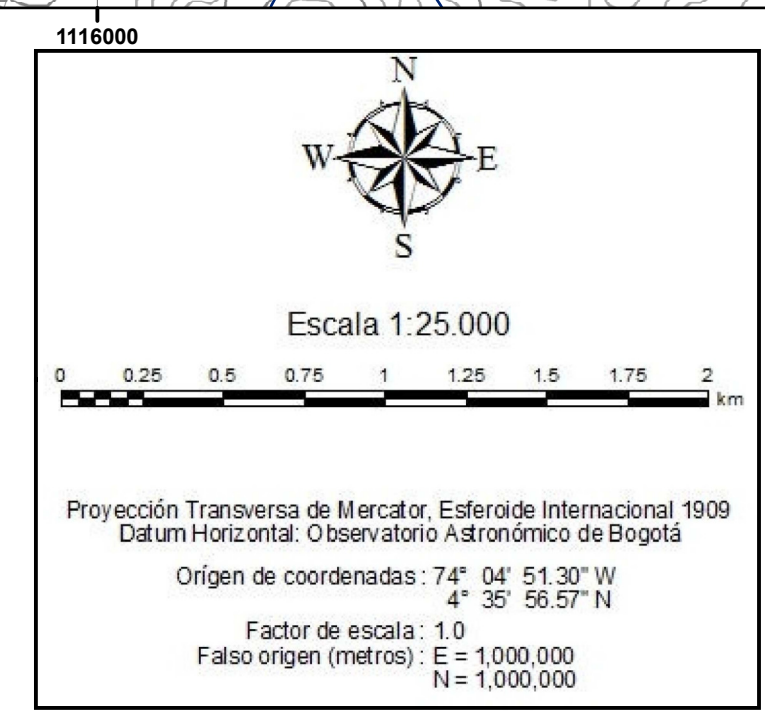 1116000
N
W E
S
Escala 1:25.000
0 0.25 0.5 0.75 1 1.25 1.5 1.75 2
km
Proyección Transversa de Mercator, Esferoide Internacional 1909
Datum Horizontal: Observatorio Astronómico de Bogotá
Orígen de coordenadas: 74° 04' 51.30" W
4° 35' 56.57" N
Factor de escala: 1.0
Falso origen (metros): E = 1,000,000
N = 1,000,000